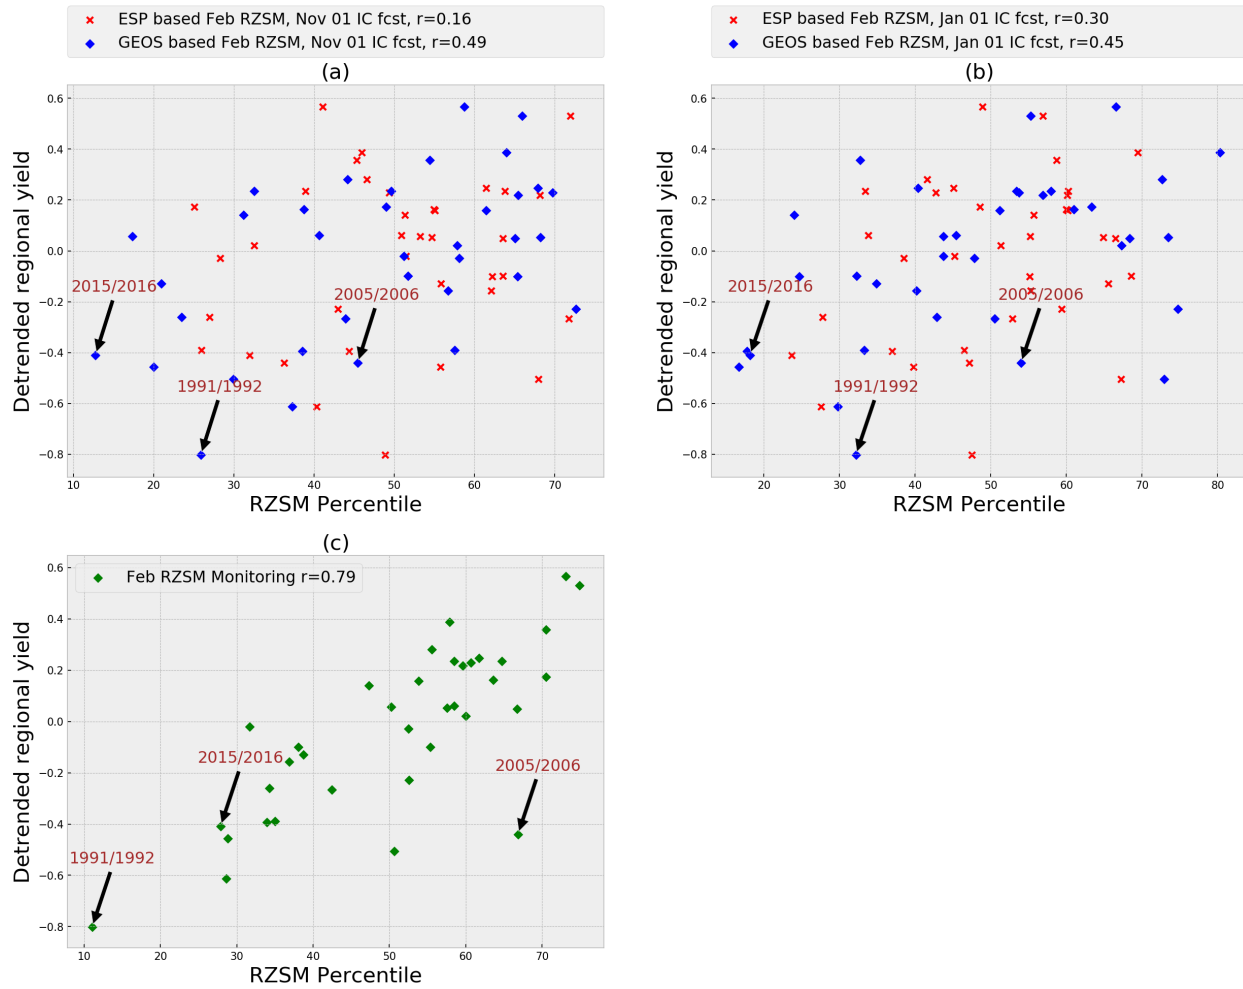 ESP based Feb RZSM, Nov 01 IC fcst, r=0.16
GEOS based Feb RZSM, Nov 01 IC fcst, r=0.49
(a)
0.6
0.4
0.2
0.0
−0.2
−0.4
−0.6
−0.8
Detrended regional yield
2015/2016
2005/2006
1991/1992
10 20 30 40 50 60 70
RZSM Percentile
ESP based Feb RZSM, Jan 01 IC fcst, r=0.30
GEOS based Feb RZSM, Jan 01 IC fcst, r=0.45
(b)
0.6
0.4
0.2
0.0
−0.2
−0.4
−0.6
−0.8
Detrended regional yield
2015/2016
2005/2006
1991/1992
20 30 40 50 60 70 80
RZSM Percentile
(c)
Feb RZSM Monitoring r=0.79
0.6
0.4
0.2
0.0
−0.2
−0.4
−0.6
−0.8
Detrended regional yield
2015/2016
2005/2006
1991/1992
10 20 30 40 50 60 70
RZSM Percentile